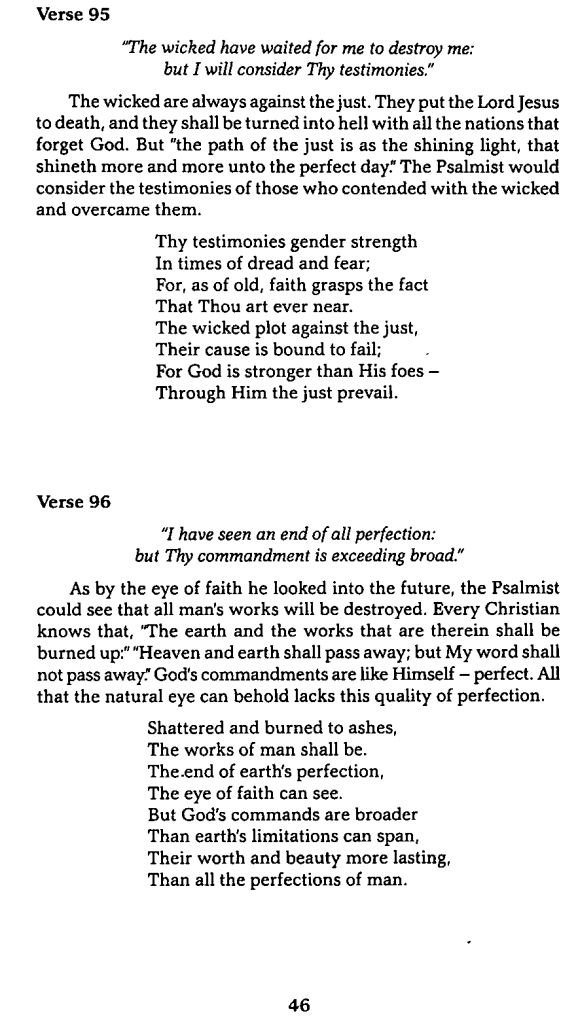 Verse 95
"The wicked have waited for me to destroy me:
but I will consider Thy testimonies."
The wicked are always against the just. They put the Lord Jesus
to death, and they shall be turned into hell with all the nations that
forget God. But "the path of the just is as the shining light, that
shineth more and more unto the perfect day." The Psalmist would
consider the testimonies of those who contended with the wicked
and overcame them.
Thy testimonies gender strength
In times of dread and fear;
For, as of old, faith grasps the fact
That Thou art ever near.
The wicked plot against the just,
Their cause is bound to fail;
For God is stronger than His foes –
Through Him the just prevail.
Verse 96
"I have seen an end of all perfection:
but Thy commandment is exceeding broad."
As by the eye of faith he looked into the future, the Psalmist
could see that all man's works will be destroyed. Every Christian
knows that, "The earth and the works that are therein shall be
burned up:" "Heaven and earth shall pass away; but My word shall
not pass away." God's commandments are like Himself – perfect. All
that the natural eye can behold lacks this quality of perfection.
Shattered and burned to ashes,
The works of man shall be.
The end of earth's perfection,
The eye of faith can see.
But God's commands are broader
Than earth's limitations can span,
Their worth and beauty more lasting,
Than all the perfections of man.
46